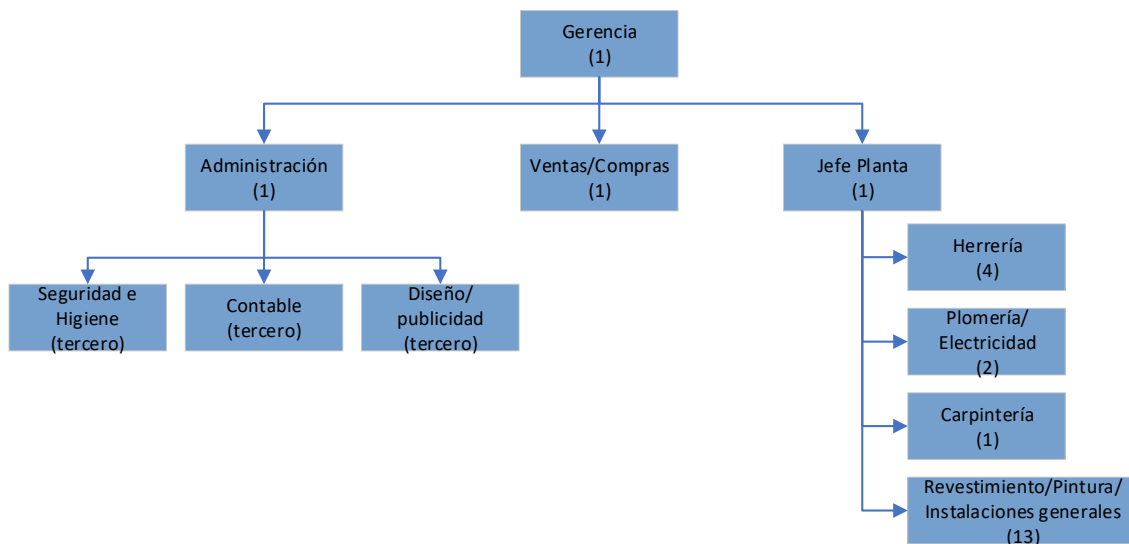 Gerencia
(1)
Administración
(1)
Ventas/Compras
(1)
Jefe Planta
(1)
Seguridad e
Higiene
(tercero)
Contable
(tercero)
Diseño/
publicidad
(tercero)
Herrería
(4)
Plomería/
Electricidad
(2)
Carpintería
(1)
Revestimiento/Pintura/
Instalaciones generales
(13)